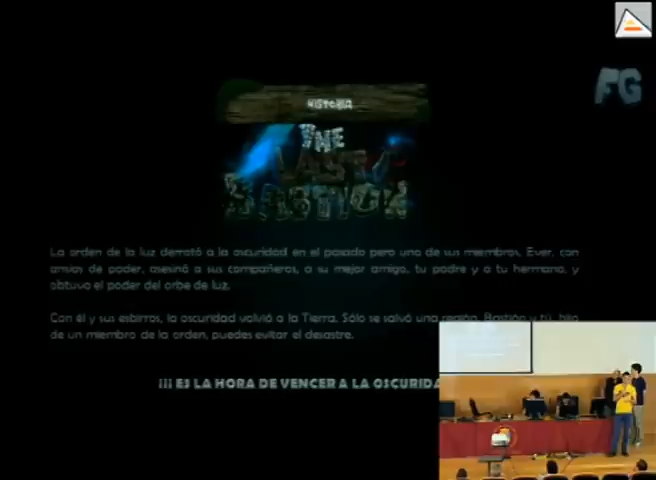 FG
HISTORIA
THE
LAST
BASTION
La orden de la luz derrotó a la oscuridad en el pasado pero uno de sus miembros, Ever, con
ansias de poder, asesinó a sus compañeros, a su mejor amigo, tu padre y a tu hermano, y
obtuvo el poder del orbe de luz.
Con él y sus esbirros, la oscuridad volvió a la Tierra. Sólo se salvó una región, Bastión y tú, hijo
de un miembro de la orden, puedes evitar el desastre.
¡¡¡ ES LA HORA DE VENCER A LA OSCURIDA